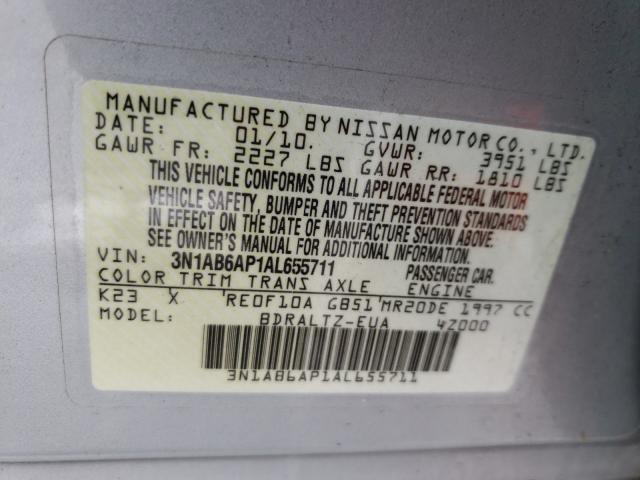 MANUFACTURED BY NISSAN MOTOR CO., LTD.
DATE: 01/10. GVWR: 3951 LBS
GAWR FR: 2227 LBS GAWR RR: 1810 LBS
THIS VEHICLE CONFORMS TO ALL APPLICABLE FEDERAL MOTOR
VEHICLE SAFETY, BUMPER AND THEFT PREVENTION STANDARDS
IN EFFECT ON THE DATE OF MANUFACTURE SHOWN ABOVE.
SEE OWNER'S MANUAL FOR ADDITIONAL INFORMATION.
VIN: 3N1AB6AP1AL655711 PASSENGER CAR.
COLOR TRIM TRANS AXLE ENGINE
K23 X RE0F10A GB51 MR20DE 1997 CC
MODEL: BDRALTZ-EUA 4Z000
3N1AB6AP1AL655711